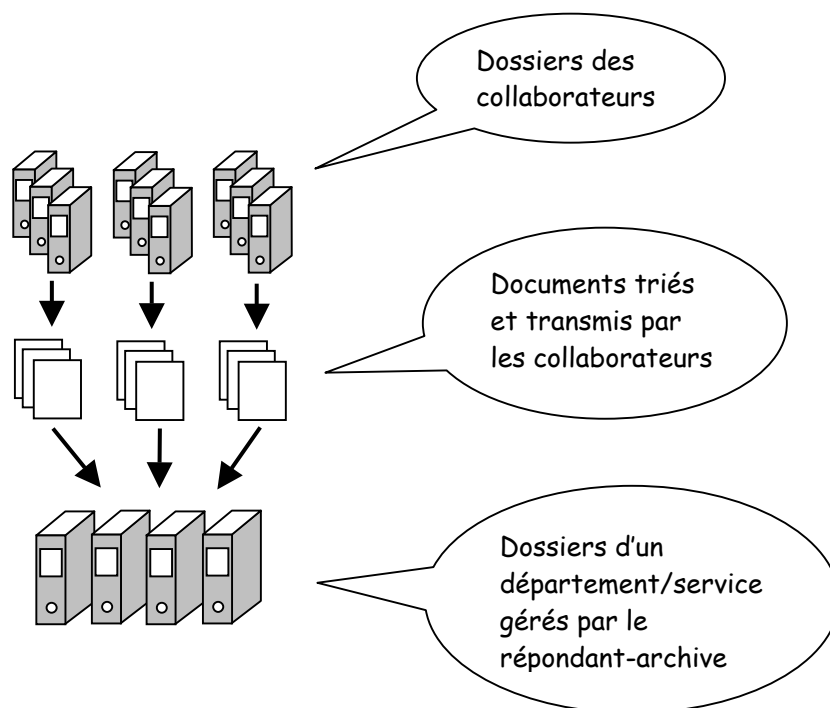 Dossiers des
collaborateurs
Documents triés
et transmis par
les collaborateurs
Dossiers d'un
département/service
gérés par le
répondant-archive